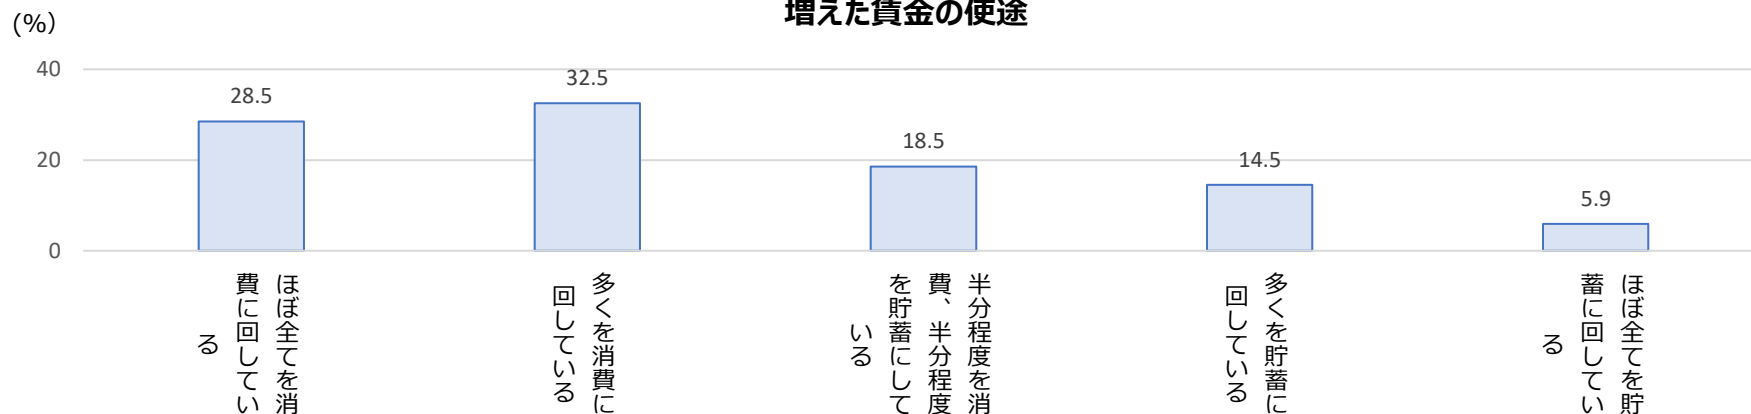 増えた賃金の使途
(%)
40
20
0
28.5
32.5
18.5
14.5
5.9
ほぼ全てを消
費に回してい
る
多くを消費に
回している
半分程度を消
費、半分程度
を貯蓄にして
いる
多くを貯蓄に
回している
ほぼ全てを貯
蓄に回してい
る